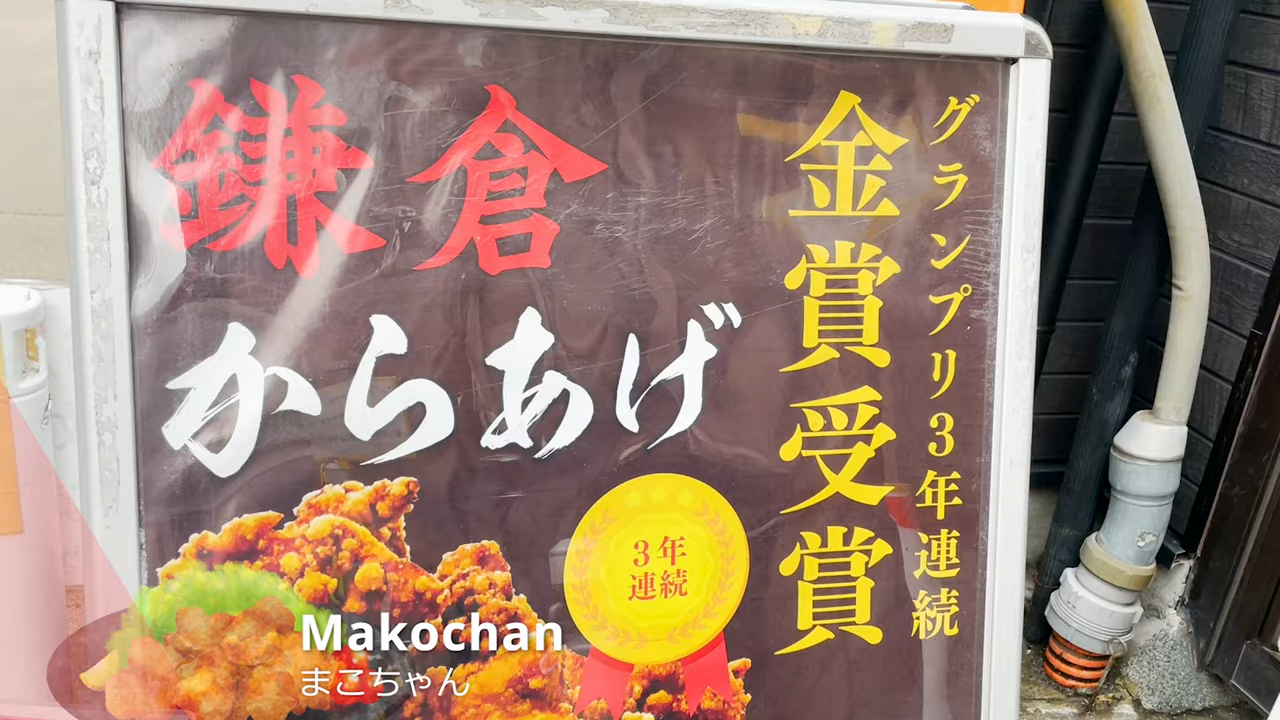 鎌倉
からあげ
グランプリ3年連続
金賞受賞
3年
連続
Makochan
まこちゃん